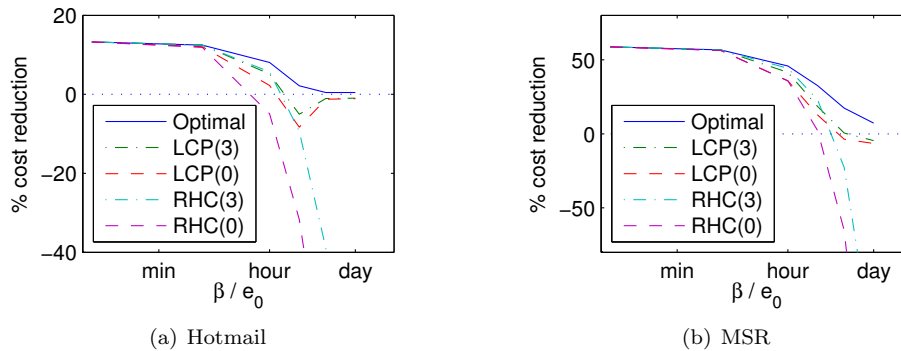 20
0
−20
−40
% cost reduction
Optimal
LCP(3)
LCP(0)
RHC(3)
RHC(0)
min
hour
day
β / e0
(a) Hotmail
50
0
−50
% cost reduction
Optimal
LCP(3)
LCP(0)
RHC(3)
RHC(0)
min
hour
day
β / e0
(b) MSR